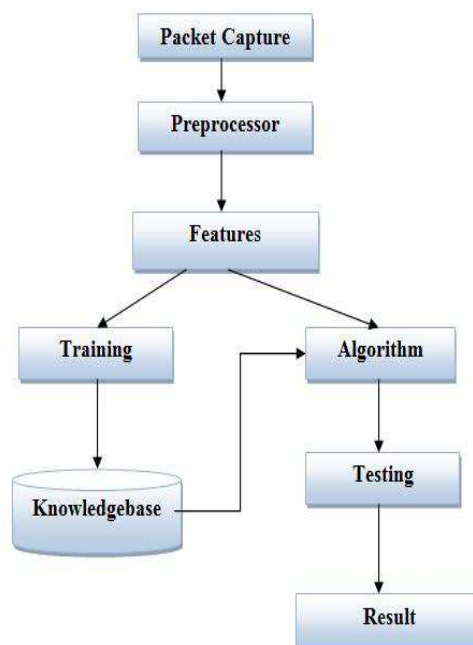 Packet Capture
Preprocessor
Features
Training
Algorithm
Knowledgebase
Testing
Result